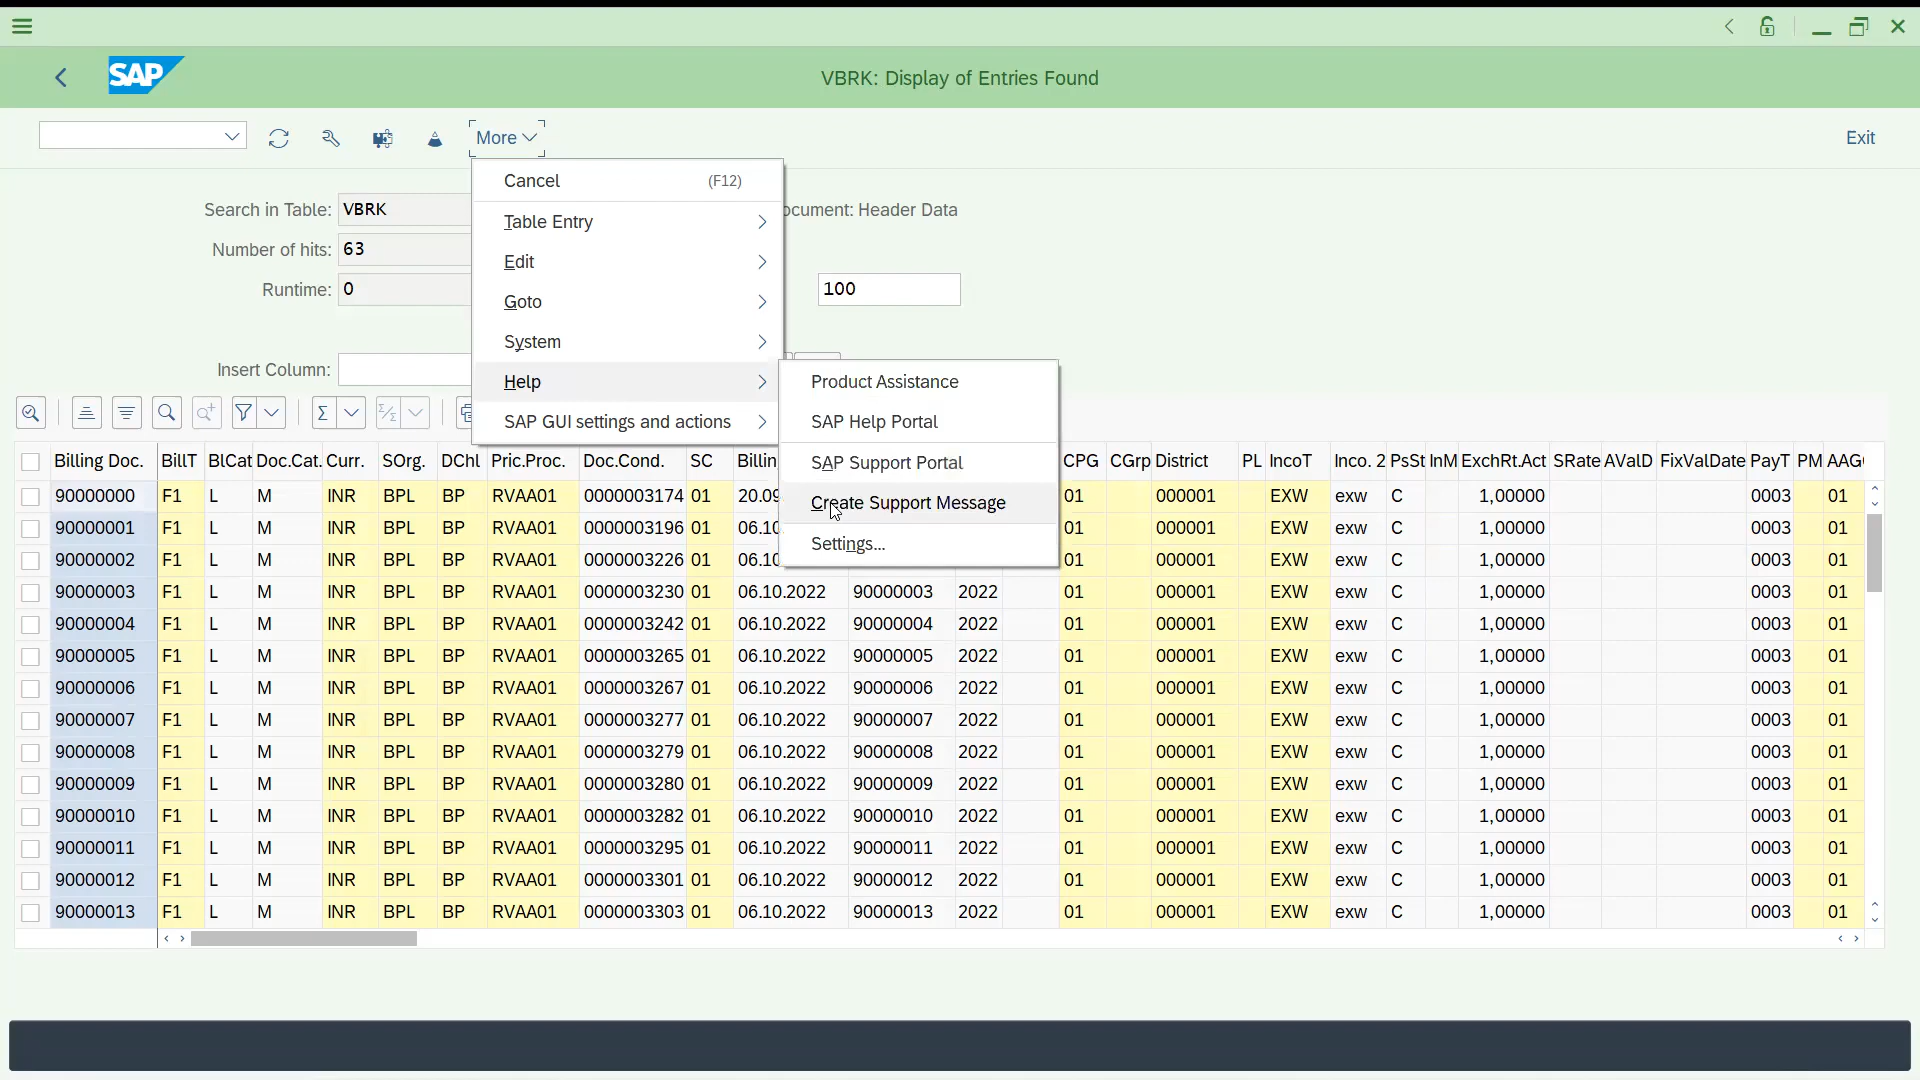 SAP
VBRK: Display of Entries Found
More
Exit
Cancel (F12)
Table Entry
Edit
Goto
System
Help
SAP GUI settings and actions
Product Assistance
SAP Help Portal
SAP Support Portal
Create Support Message
Settings...
Search in Table: VBRK ocument: Header Data
Number of hits: 63
Runtime: 0 100
Insert Column:
Billing Doc. BillT BlCat Doc.Cat. Curr. SOrg. DChl Pric.Proc. Doc.Cond. SC Billin CPG CGrp District PL IncoT Inco. 2 PsSt InM ExchRt.Act SRate AValD FixValDate PayT PM AAG
90000000 F1 L M INR BPL BP RVAA01 0000003174 01 20.09 01 000001 EXW exw C 1,00000 0003 01
90000001 F1 L M INR BPL BP RVAA01 0000003196 01 06.10 01 000001 EXW exw C 1,00000 0003 01
90000002 F1 L M INR BPL BP RVAA01 0000003226 01 06.10 01 000001 EXW exw C 1,00000 0003 01
90000003 F1 L M INR BPL BP RVAA01 0000003230 01 06.10.2022 90000003 2022 01 000001 EXW exw C 1,00000 0003 01
90000004 F1 L M INR BPL BP RVAA01 0000003242 01 06.10.2022 90000004 2022 01 000001 EXW exw C 1,00000 0003 01
90000005 F1 L M INR BPL BP RVAA01 0000003265 01 06.10.2022 90000005 2022 01 000001 EXW exw C 1,00000 0003 01
90000006 F1 L M INR BPL BP RVAA01 0000003267 01 06.10.2022 90000006 2022 01 000001 EXW exw C 1,00000 0003 01
90000007 F1 L M INR BPL BP RVAA01 0000003277 01 06.10.2022 90000007 2022 01 000001 EXW exw C 1,00000 0003 01
90000008 F1 L M INR BPL BP RVAA01 0000003279 01 06.10.2022 90000008 2022 01 000001 EXW exw C 1,00000 0003 01
90000009 F1 L M INR BPL BP RVAA01 0000003280 01 06.10.2022 90000009 2022 01 000001 EXW exw C 1,00000 0003 01
90000010 F1 L M INR BPL BP RVAA01 0000003282 01 06.10.2022 90000010 2022 01 000001 EXW exw C 1,00000 0003 01
90000011 F1 L M INR BPL BP RVAA01 0000003295 01 06.10.2022 90000011 2022 01 000001 EXW exw C 1,00000 0003 01
90000012 F1 L M INR BPL BP RVAA01 0000003301 01 06.10.2022 90000012 2022 01 000001 EXW exw C 1,00000 0003 01
90000013 F1 L M INR BPL BP RVAA01 0000003303 01 06.10.2022 90000013 2022 01 000001 EXW exw C 1,00000 0003 01